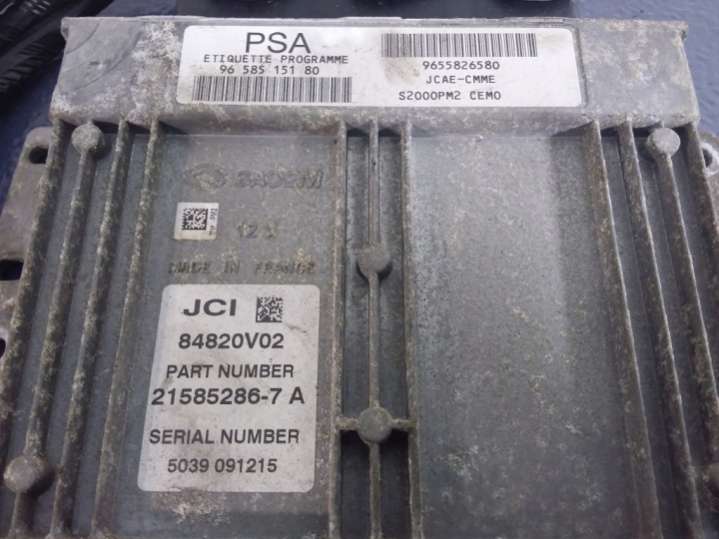 PSA
ETIQUETTE PROGRAMME
96 585 151 80
9655826580
JCAE-CMME
S2000PM2 CEMO
SAGEM
12 V
MADE IN FRANCE
JCI
84820V02
PART NUMBER
21585286-7 A
SERIAL NUMBER
5039 091215